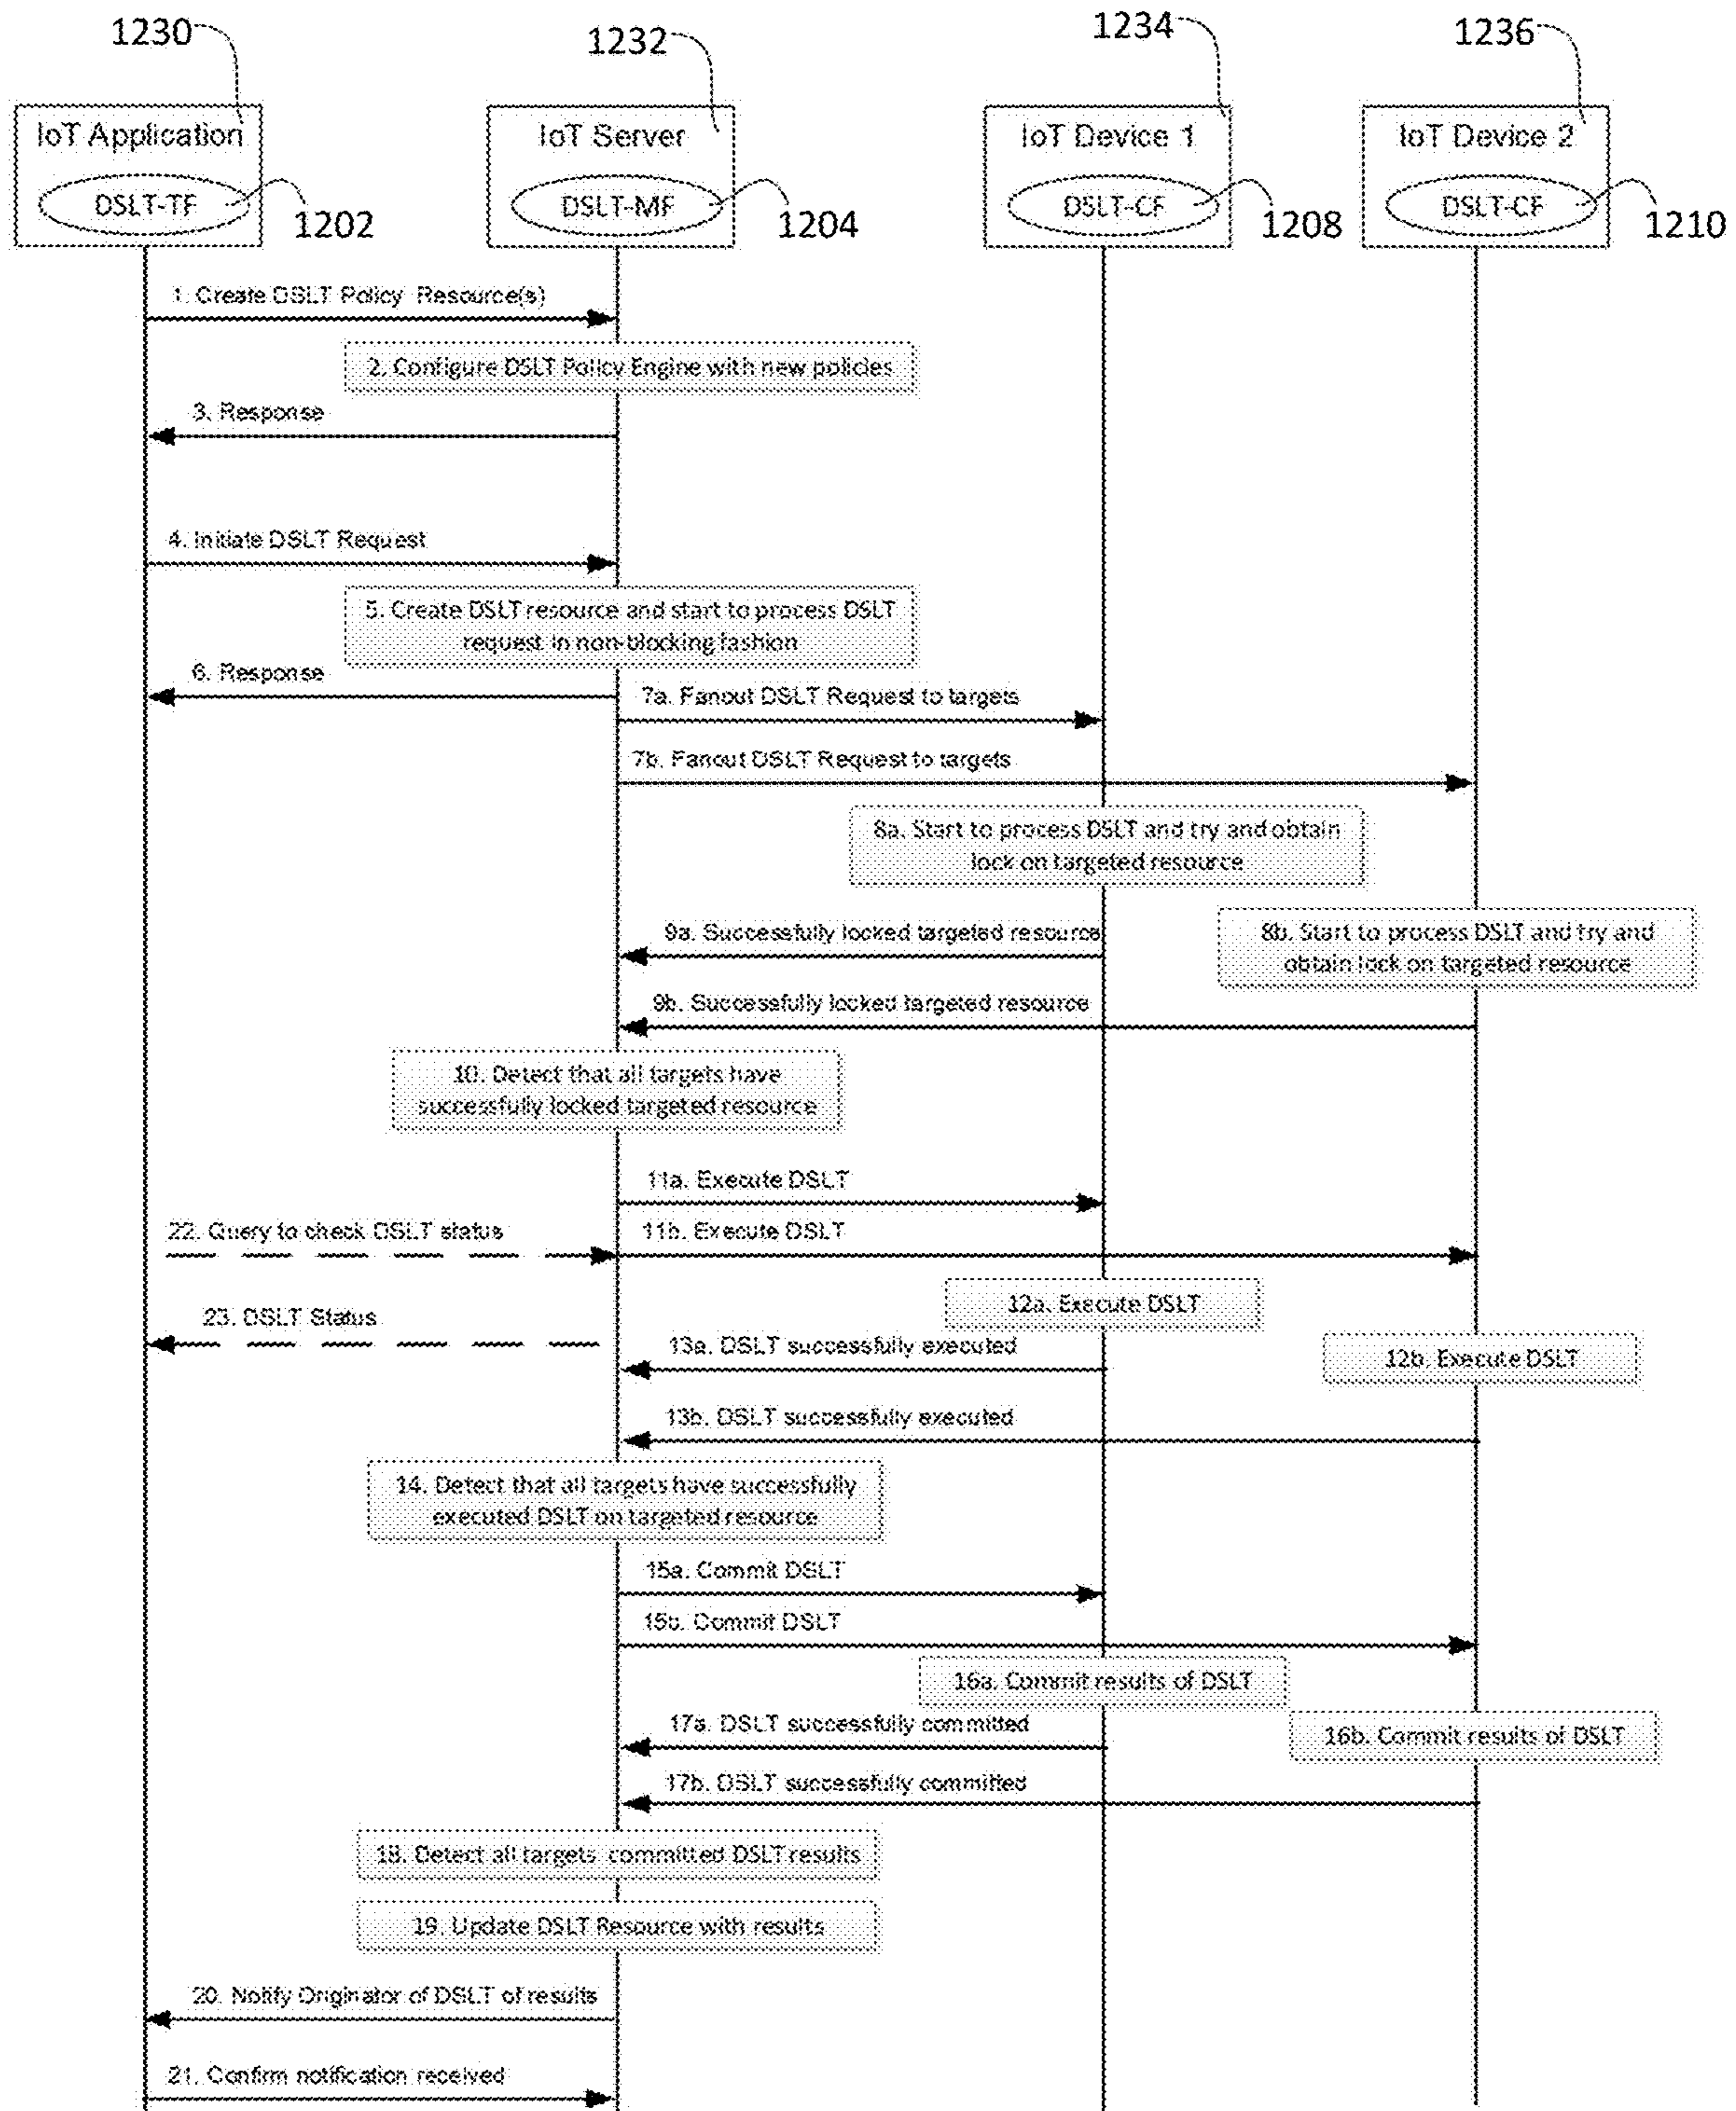 1230
1232
1234
1236
IoT Application
IoT Server
IoT Device 1
IoT Device 2
DSLT-TF
1202
DSLT-MF
1204
DSLT-CF
1208
DSLT-CF
1210
1. Create DSLT Policy Resource(s)
2. Configure DSLT Policy Engine with new policies
3. Response
4. Initiate DSLT Request
5. Create DSLT resource and start to process DSLT
request in non-blocking fashion
6. Response
7a. Fanout DSLT Request to targets
7b. Fanout DSLT Request to targets
8a. Start to process DSLT and try and obtain
lock on targeted resource
9a. Successfully locked targeted resource
8b. Start to process DSLT and try and
obtain lock on targeted resource
9b. Successfully locked targeted resource
10. Detect that all targets have
successfully locked targeted resource
11a. Execute DSLT
22. Query to check DSLT status
11b. Execute DSLT
12a. Execute DSLT
23. DSLT Status
13a. DSLT successfully executed
12b. Execute DSLT
13b. DSLT successfully executed
14. Detect that all targets have successfully
executed DSLT on targeted resource
15a. Commit DSLT
15b. Commit DSLT
16a. Commit results of DSLT
17a. DSLT successfully committed
16b. Commit results of DSLT
17b. DSLT successfully committed
18. Detect all targets committed DSLT results
19. Update DSLT Resource with results
20. Notify Originator of DSLT of results
21. Confirm notification received